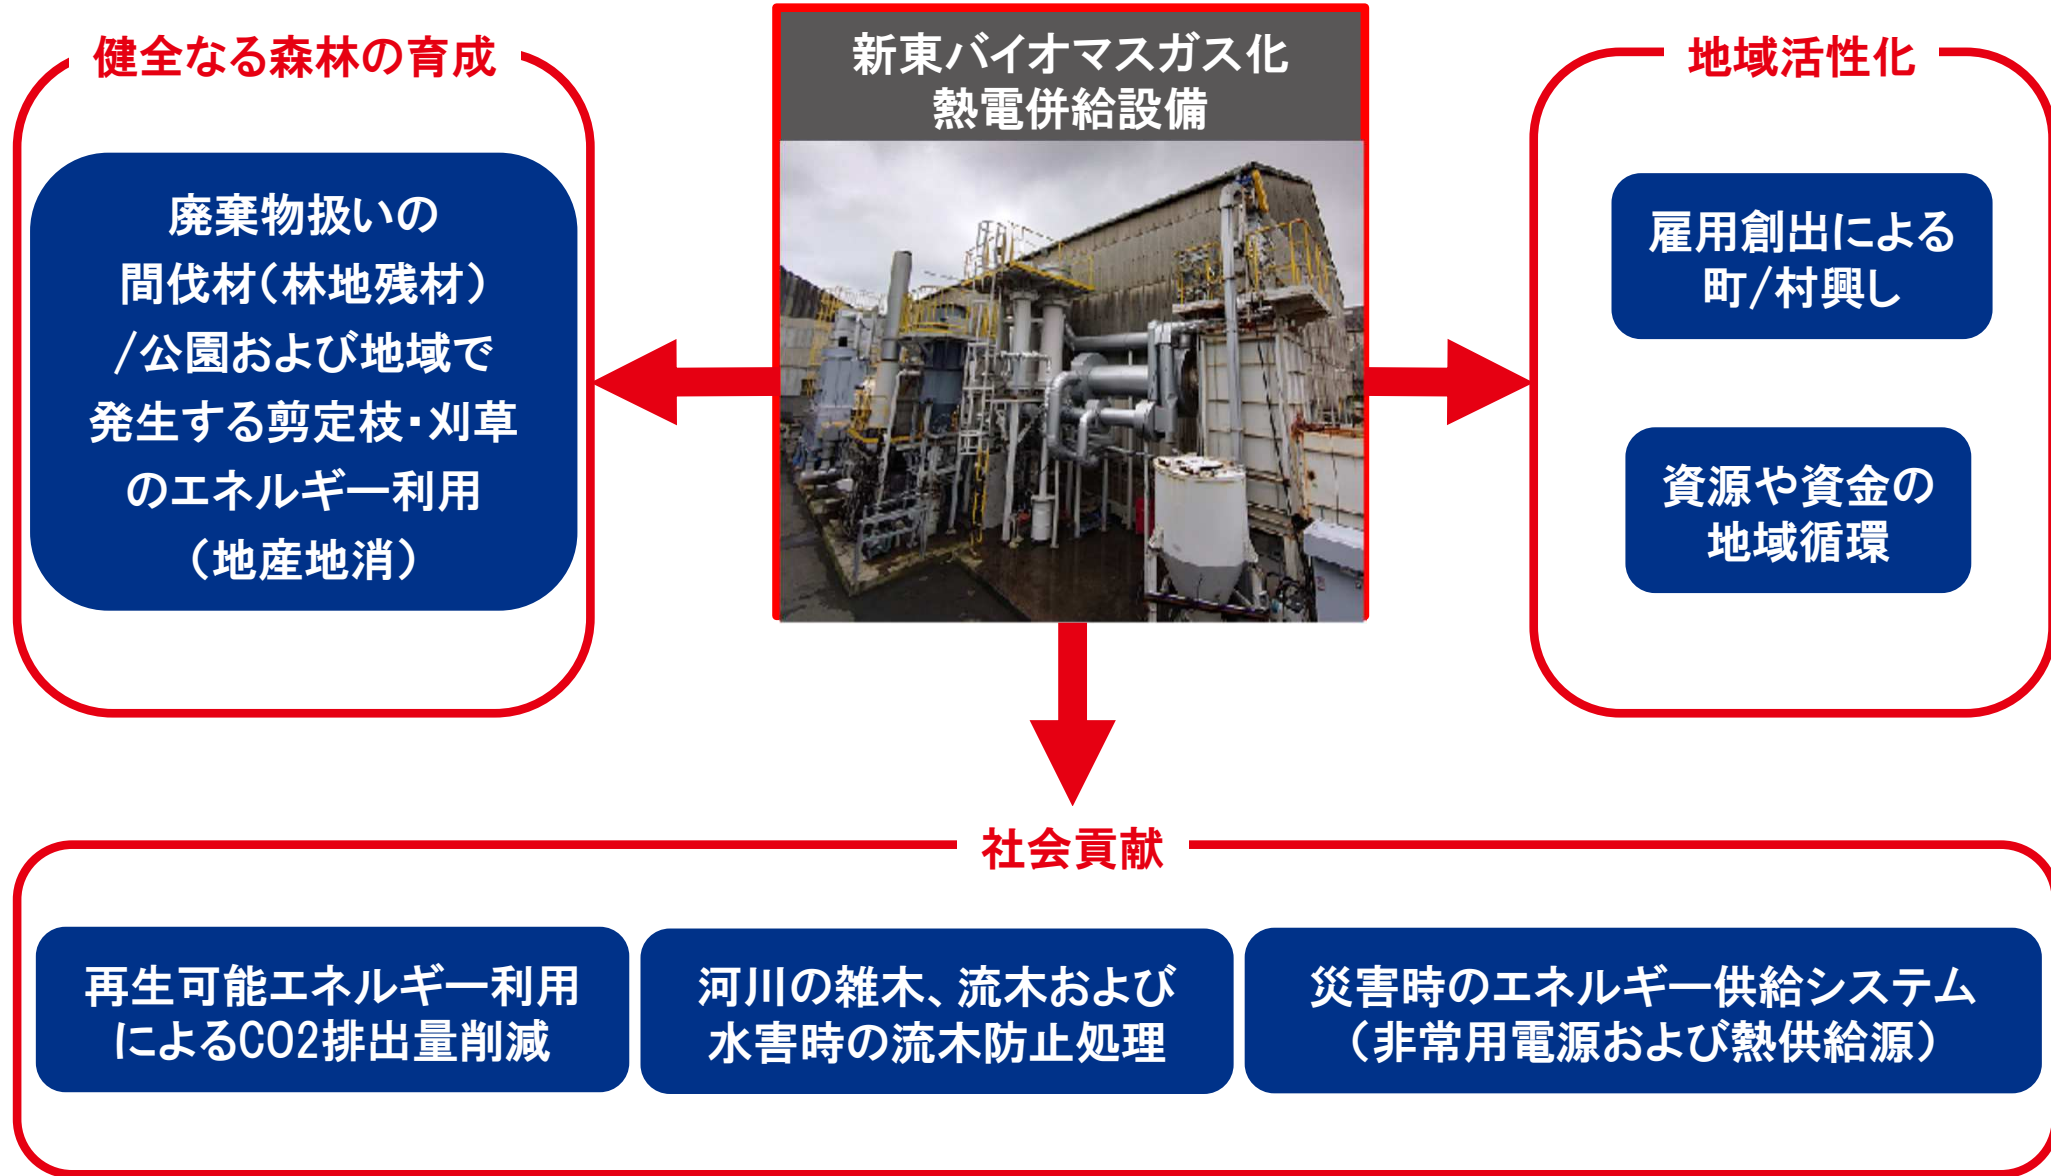 健全なる森林の育成
廃棄物扱いの
間伐材（林地残材）
/公園および地域で
発生する剪定枝・刈草
のエネルギー利用
（地産地消）
新東バイオマスガス化
熱電併給設備
地域活性化
雇用創出による
町/村興し
資源や資金の
地域循環
社会貢献
再生可能エネルギー利用
によるCO2排出量削減
河川の雑木、流木および
水害時の流木防止処理
災害時のエネルギー供給システム
（非常用電源および熱供給源）